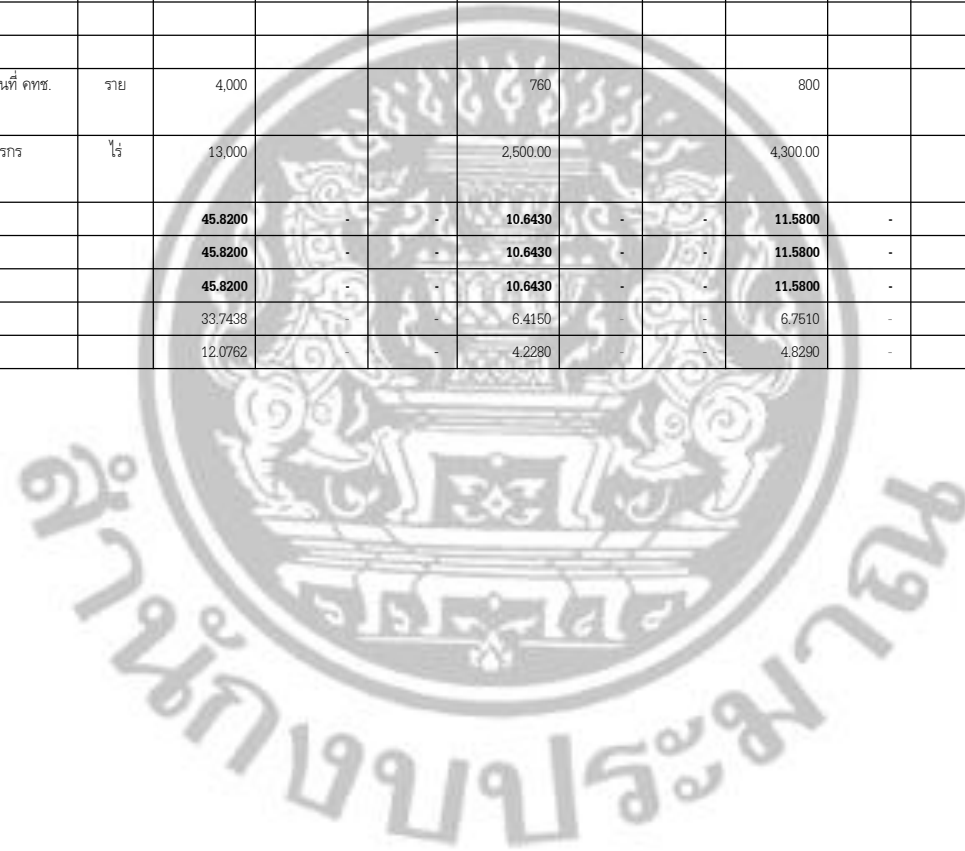 นที่ คทช. ราย 4,000 760 800
รกร ไร่ 13,000 2,500.00 4,300.00
45.8200 - - 10.6430 - - 11.5800 -
45.8200 - - 10.6430 - - 11.5800 -
45.8200 - - 10.6430 - - 11.5800 -
33.7438 - - 6.4150 - - 6.7510 -
12.0762 - - 4.2280 - - 4.8290 -
สำนักงบประมาณ